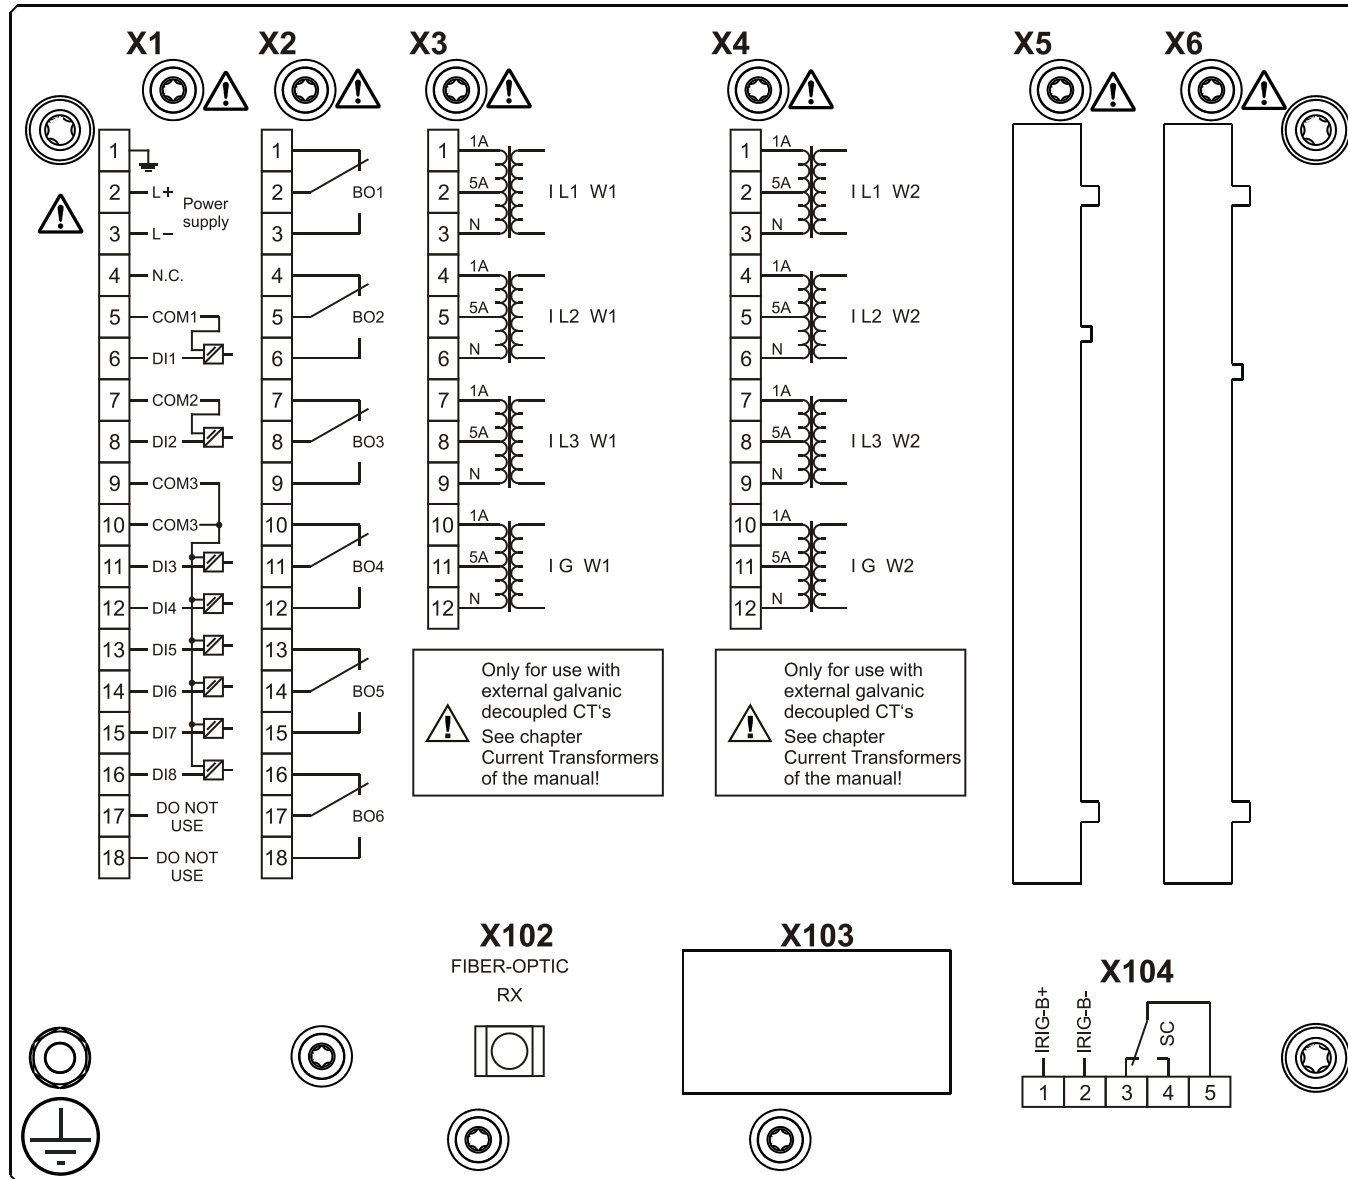 X1 X2 X3 X4 X5 X6
1
2 L+ Power
supply
3 L-
4 N.C.
5 COM1
6 DI1
7 COM2
8 DI2
9 COM3
10 COM3
11 DI3
12 DI4
13 DI5
14 DI6
15 DI7
16 DI8
17 DO NOT
USE
18 DO NOT
USE
1
2 BO1
3
4
5 BO2
6
7
8 BO3
9
10
11 BO4
12
13
14 BO5
15
16
17 BO6
18
1 1A
2 5A I L1 W1
3 N
4 1A
5 5A I L2 W1
6 N
7 1A
8 5A I L3 W1
9 N
10 1A
11 5A I G W1
12 N
Only for use with
external galvanic
decoupled CT's
See chapter
Current Transformers
of the manual!
1 1A
2 5A I L1 W2
3 N
4 1A
5 5A I L2 W2
6 N
7 1A
8 5A I L3 W2
9 N
10 1A
11 5A I G W2
12 N
Only for use with
external galvanic
decoupled CT's
See chapter
Current Transformers
of the manual!
X102
FIBER-OPTIC
RX
X103
X104
IRIG-B+
IRIG-B-
SC
1 2 3 4 5